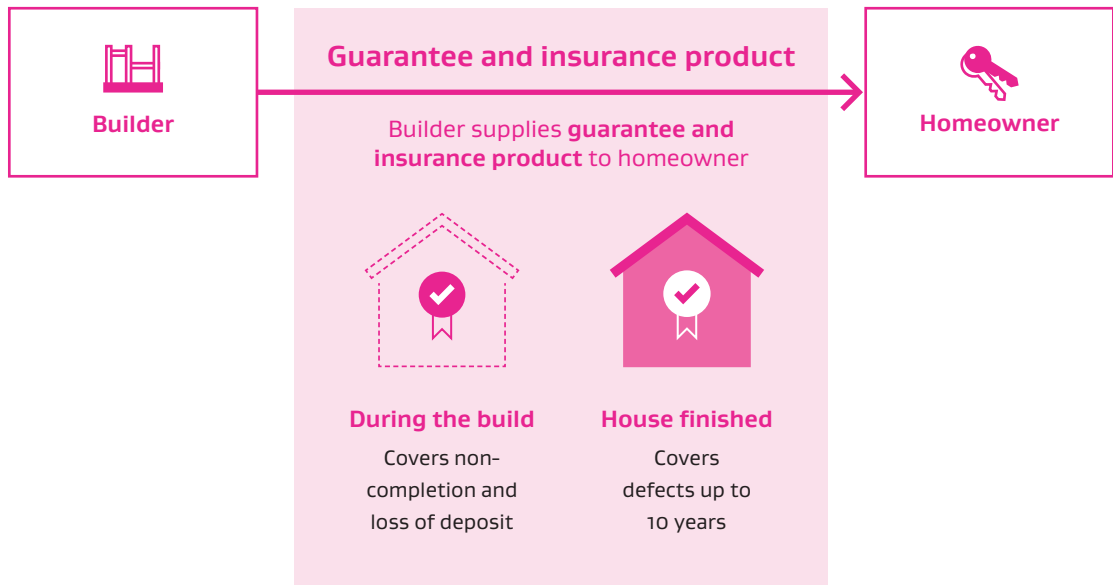 Guarantee and insurance product
Builder
Homeowner
Builder supplies guarantee and
insurance product to homeowner
During the build
Covers non-
completion and
loss of deposit
House finished
Covers
defects up to
10 years